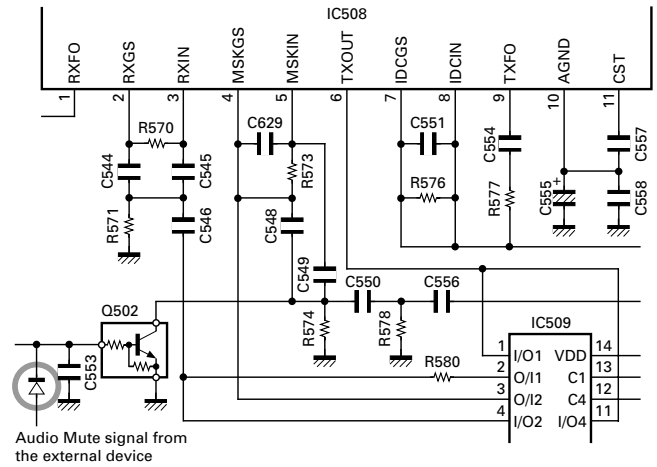 IC508
RXFO
RXGS
RXIN
MSKGS
MSKIN
TXOUT
IDCGS
IDCIN
TXFO
AGND
CST
1
2
3
4
5
6
7
8
9
10
11
R570
C629
C551
C554
C557
C544
C545
R573
R576
R577
C555
+
C558
R571
C546
C548
C549
C550
C556
Q502
R574
R578
IC509
C553
R580
1 I/O1 VDD 14
2 O/I1 C1 13
3 O/I2 C4 12
4 I/O2 I/O4 11
Audio Mute signal from
the external device